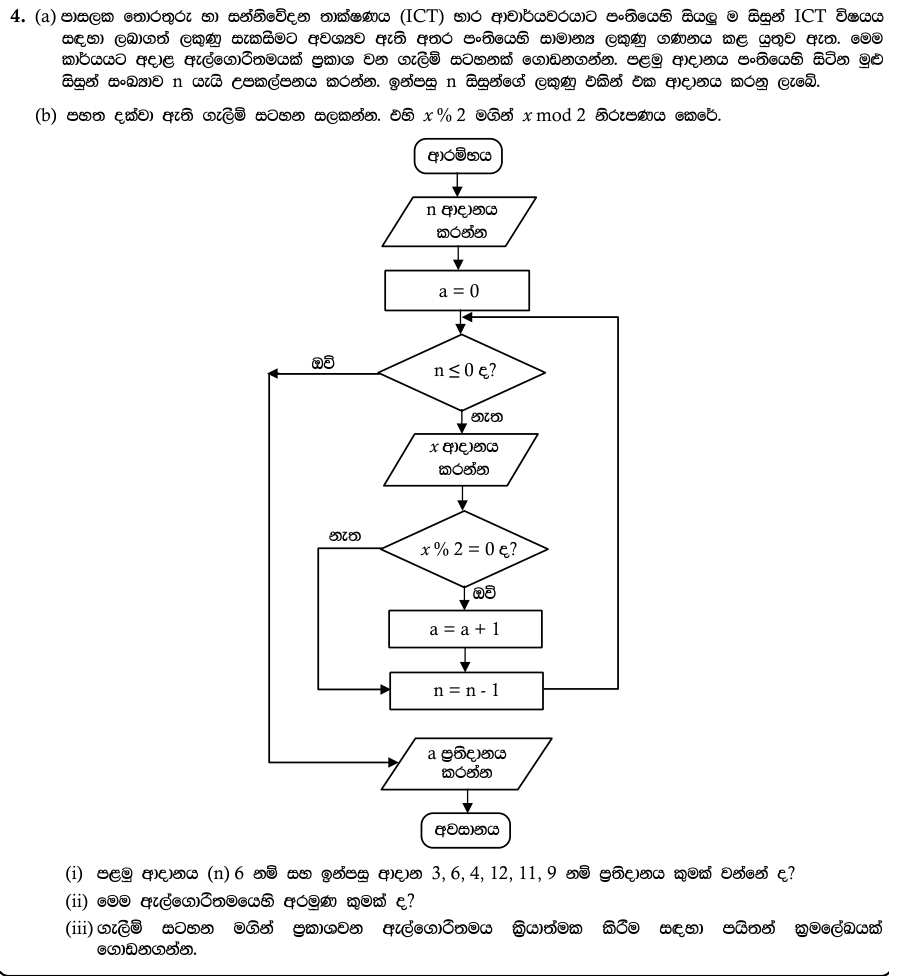 4. (a) පාසලක තොරතුරු හා සන්නිවේදන තාක්ෂණය (ICT) භාර ආචාර්යවරයාට පංතියෙහි සියලු ම සිසුන් ICT විෂයය
සඳහා ලබාගත් ලකුණු සැකසීමට අවශ්‍යව ඇති අතර පංතියෙහි සාමාන්‍ය ලකුණු ගණනය කළ යුතුව ඇත. මෙම
කාර්යයට අදාළ ඇල්ගොරිතමයක් ප්‍රකාශ වන ගැලීම් සටහනක් ගොඩනගන්න. පළමු ආදානය පංතියෙහි සිටින මුළු
සිසුන් සංඛ්‍යාව n යැයි උපකල්පනය කරන්න. ඉන්පසු n සිසුන්ගේ ලකුණු එකින් එක ආදානය කරනු ලැබේ.
(b) පහත දක්වා ඇති ගැලීම් සටහන සලකන්න. එහි x % 2 මගින් x mod 2 නිරූපණය කෙරේ.
ආරම්භය
n ආදානය
කරන්න
a = 0
n ≤ 0 ද?
ඔව්
නැත
x ආදානය
කරන්න
x % 2 = 0 ද?
නැත
ඔව්
a = a + 1
n = n - 1
a ප්‍රතිදානය
කරන්න
අවසානය
(i) පළමු ආදානය (n) 6 නම් සහ ඉන්පසු ආදාන 3, 6, 4, 12, 11, 9 නම් ප්‍රතිදානය කුමක් වන්නේ ද?
(ii) මෙම ඇල්ගොරිතමයෙහි අරමුණ කුමක් ද?
(iii) ගැලීම් සටහන මගින් ප්‍රකාශවන ඇල්ගොරිතමය ක්‍රියාත්මක කිරීම සඳහා පයිතන් ක්‍රමලේඛයක්
ගොඩනගන්න.